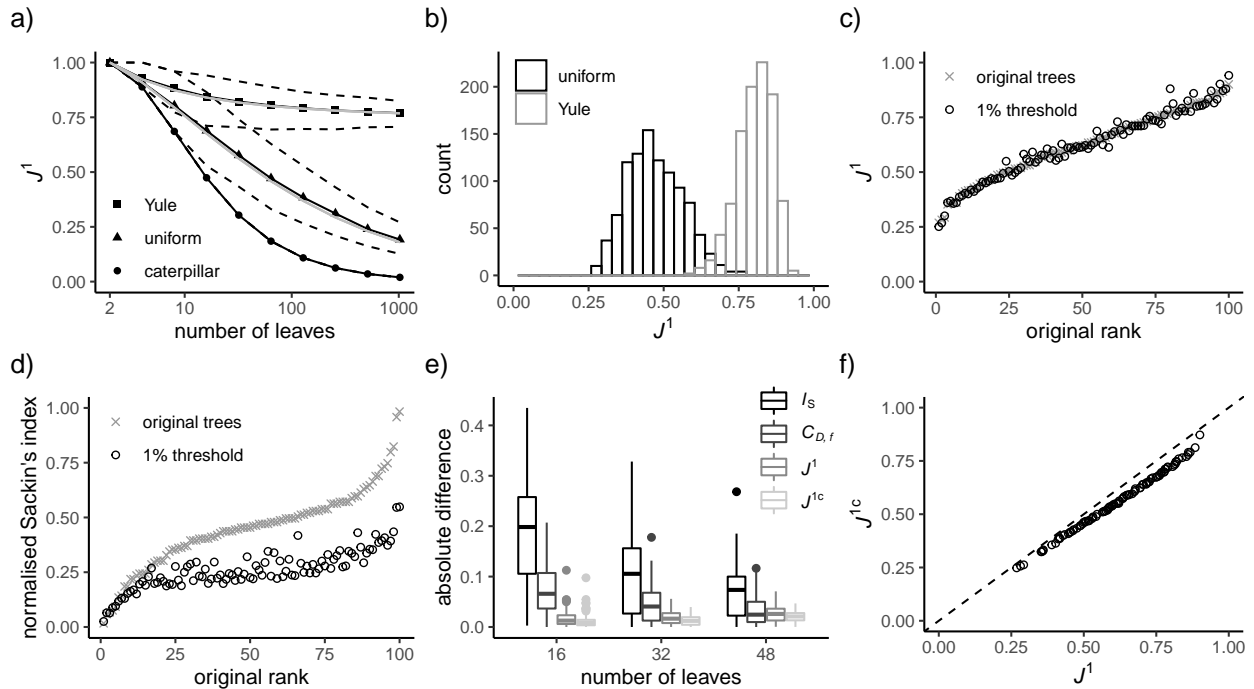 a)
1.00
0.75
0.50
0.25
0.00
J¹
Yule
uniform
caterpillar
2
10
100
1000
number of leaves
b)
200
150
100
50
0
count
uniform
Yule
0.00
0.25
0.50
0.75
1.00
J¹
c)
1.00
0.75
0.50
0.25
0.00
J¹
original trees
1% threshold
0
25
50
75
100
original rank
d)
1.00
0.75
0.50
0.25
0.00
normalised Sackin's index
original trees
1% threshold
0
25
50
75
100
original rank
e)
0.4
0.3
0.2
0.1
0.0
absolute difference
I_S
C_D, f
J¹
J¹ᶜ
16
32
48
number of leaves
f)
1.00
0.75
0.50
0.25
0.00
J¹ᶜ
0.00
0.25
0.50
0.75
1.00
J¹